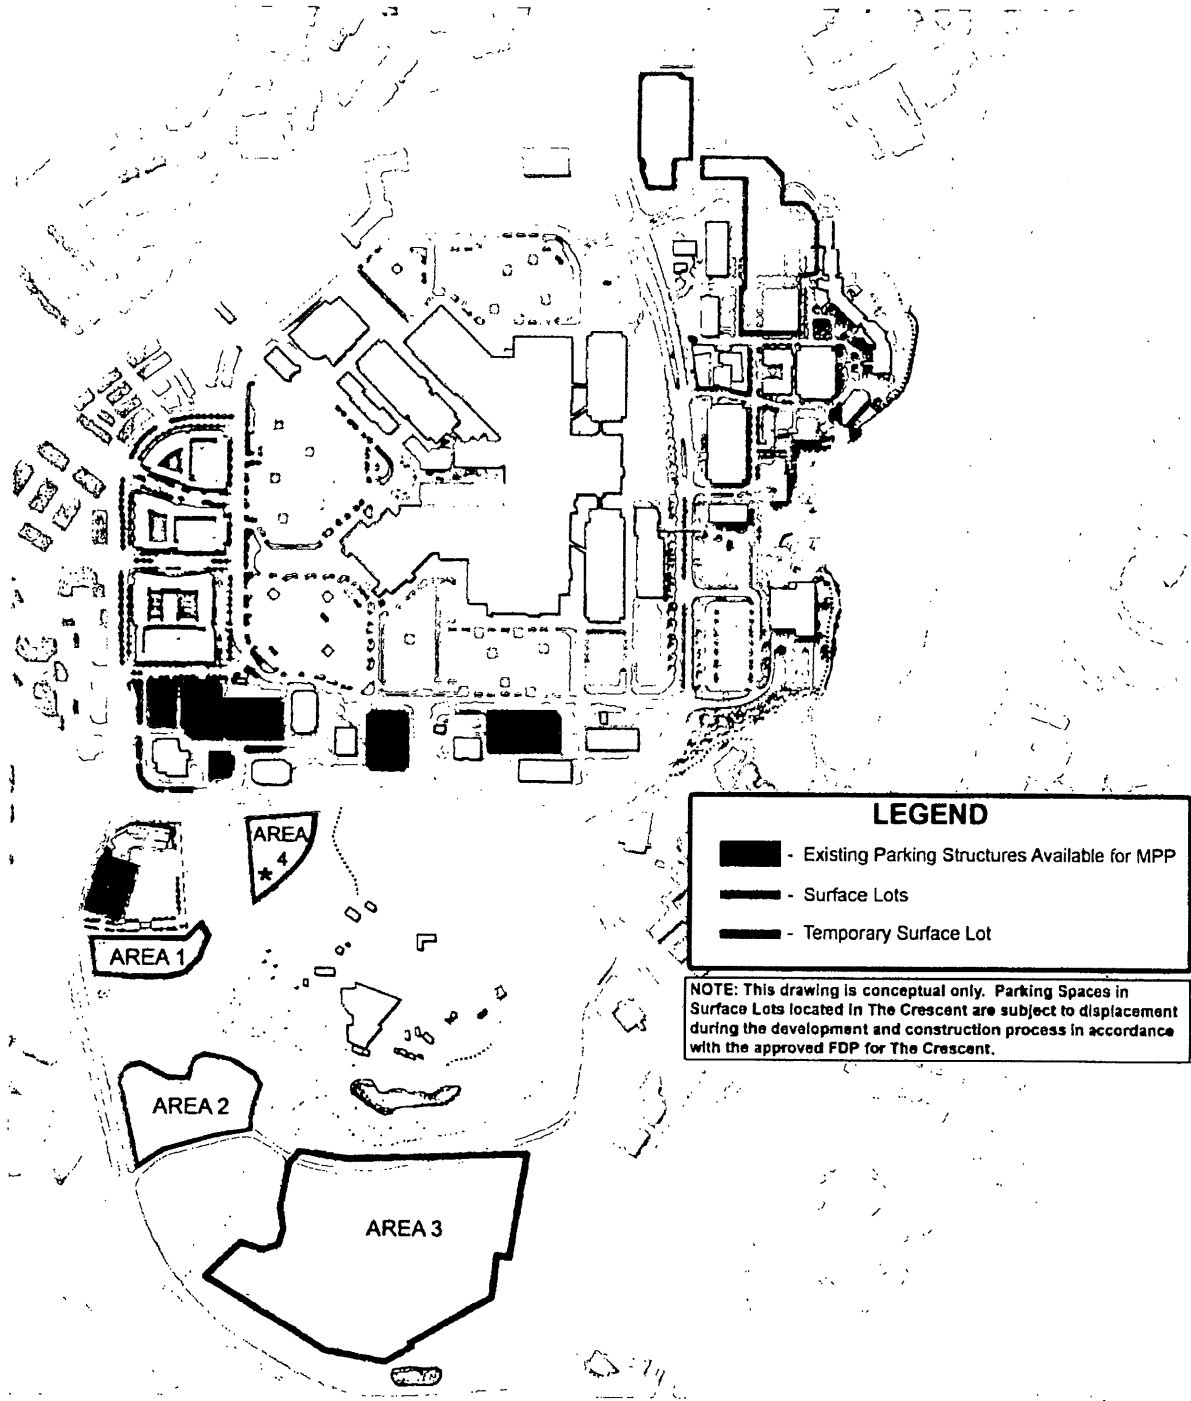 AREA
4
*
AREA 1
AREA 2
AREA 3
LEGEND
- Existing Parking Structures Available for MPP
- Surface Lots
- Temporary Surface Lot
NOTE: This drawing is conceptual only. Parking Spaces in
Surface Lots located in The Crescent are subject to displacement
during the development and construction process in accordance
with the approved FDP for The Crescent.